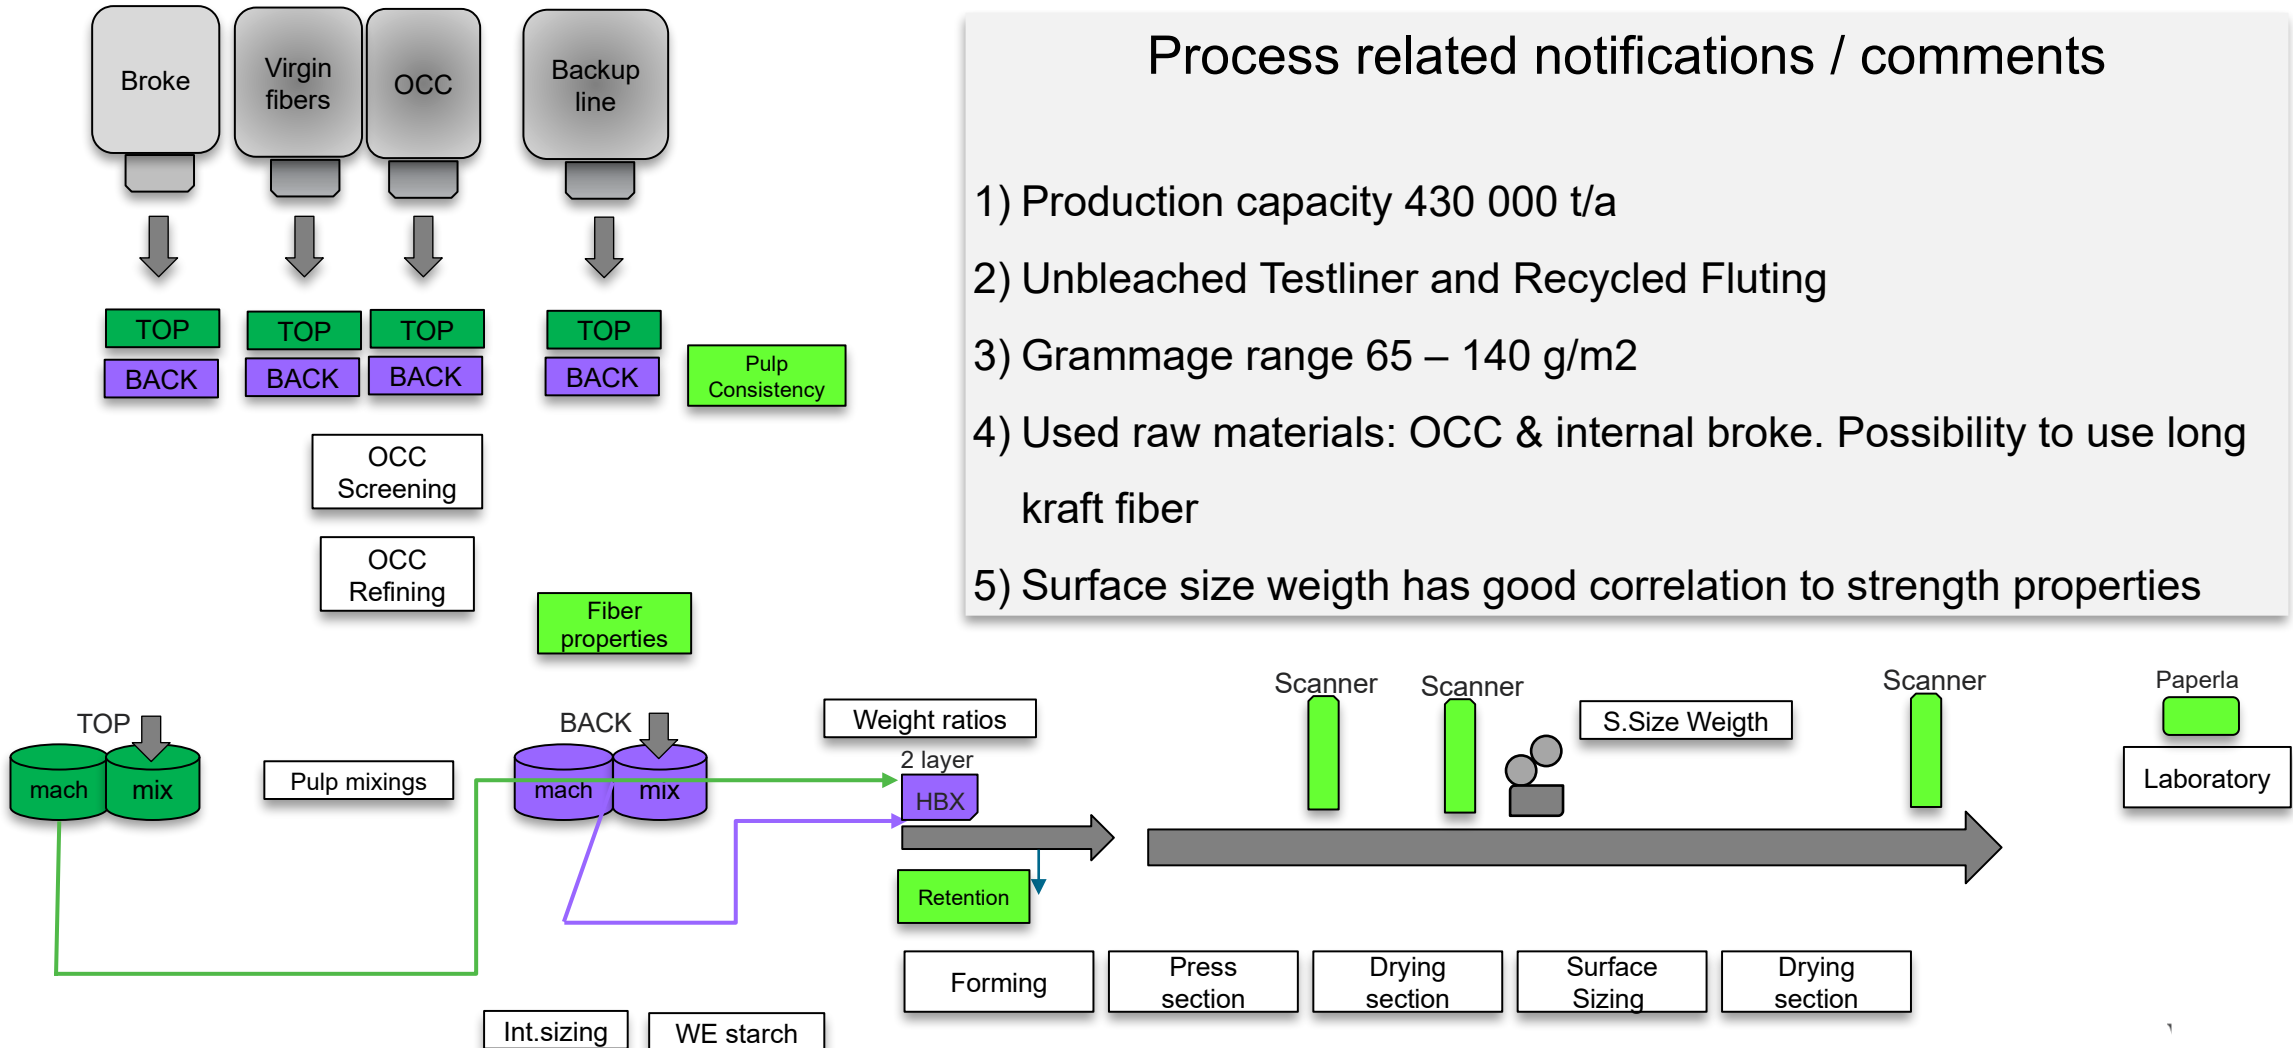 Process related notifications / comments
1) Production capacity 430 000 t/a
2) Unbleached Testliner and Recycled Fluting
3) Grammage range 65 – 140 g/m2
4) Used raw materials: OCC & internal broke. Possibility to use long
kraft fiber
5) Surface size weigth has good correlation to strength properties
Broke
Virgin
fibers
OCC
Backup
line
TOP
TOP
TOP
TOP
BACK
BACK
BACK
BACK
Pulp
Consistency
OCC
Screening
OCC
Refining
Fiber
properties
TOP
mach
mix
Pulp mixings
BACK
mach
mix
Weight ratios
2 layer
HBX
Retention
Scanner
Scanner
S.Size Weigth
Scanner
Paperla
Laboratory
Forming
Press
section
Drying
section
Surface
Sizing
Drying
section
Int.sizing
WE starch